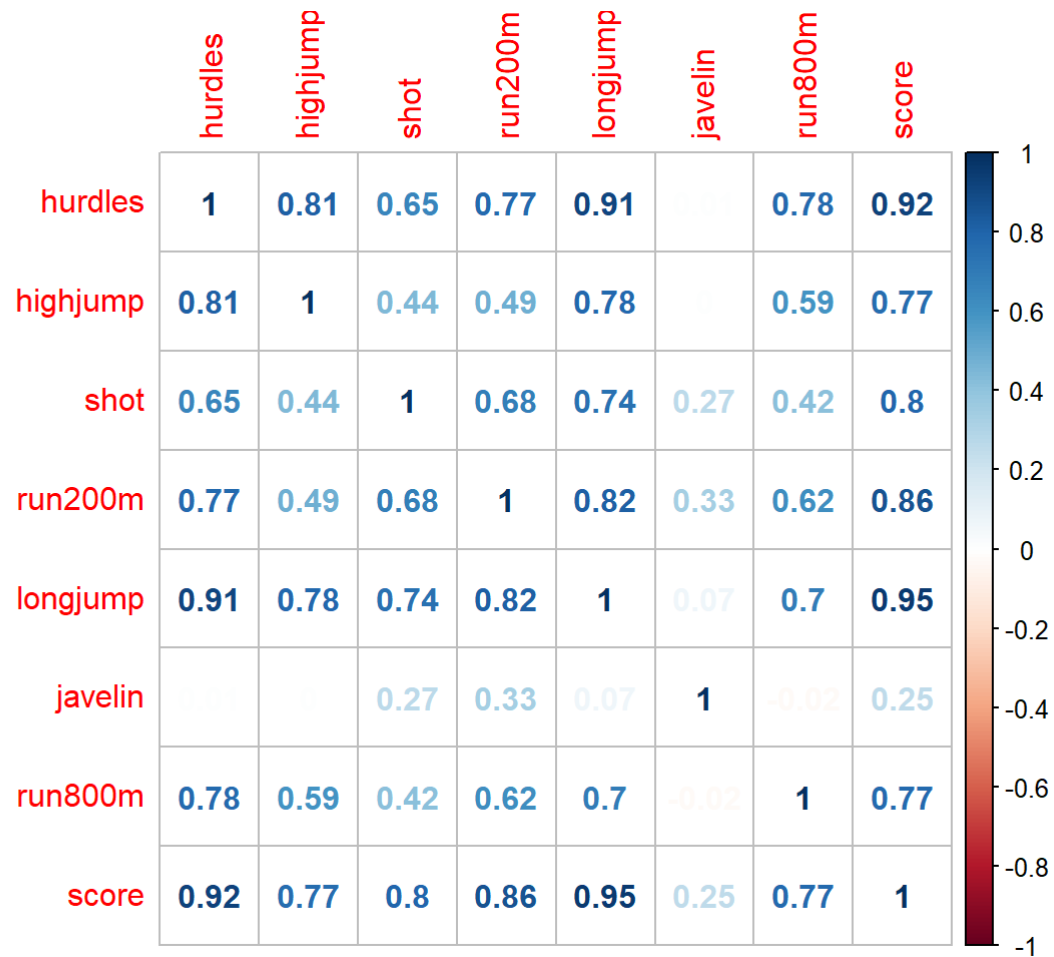 hurdles highjump shot run200m longjump javelin run800m score
hurdles 1 0.81 0.65 0.77 0.91 0.01 0.78 0.92
highjump 0.81 1 0.44 0.49 0.78 0 0.59 0.77
shot 0.65 0.44 1 0.68 0.74 0.27 0.42 0.8
run200m 0.77 0.49 0.68 1 0.82 0.33 0.62 0.86
longjump 0.91 0.78 0.74 0.82 1 0.07 0.7 0.95
javelin 0.01 0 0.27 0.33 0.07 1 -0.02 0.25
run800m 0.78 0.59 0.42 0.62 0.7 -0.02 1 0.77
score 0.92 0.77 0.8 0.86 0.95 0.25 0.77 1
1
0.8
0.6
0.4
0.2
0
-0.2
-0.4
-0.6
-0.8
-1